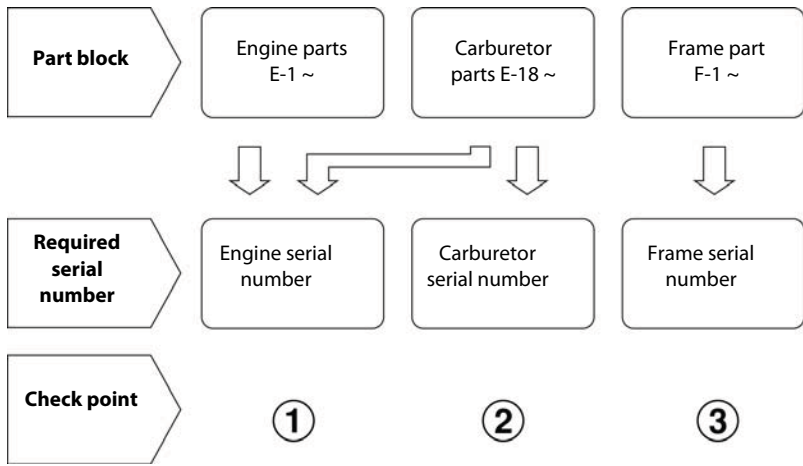 Part block
Engine parts
E-1 ~
Carburetor
parts E-18 ~
Frame part
F-1 ~
Required
serial
number
Engine serial
number
Carburetor
serial number
Frame serial
number
Check point
①
②
③